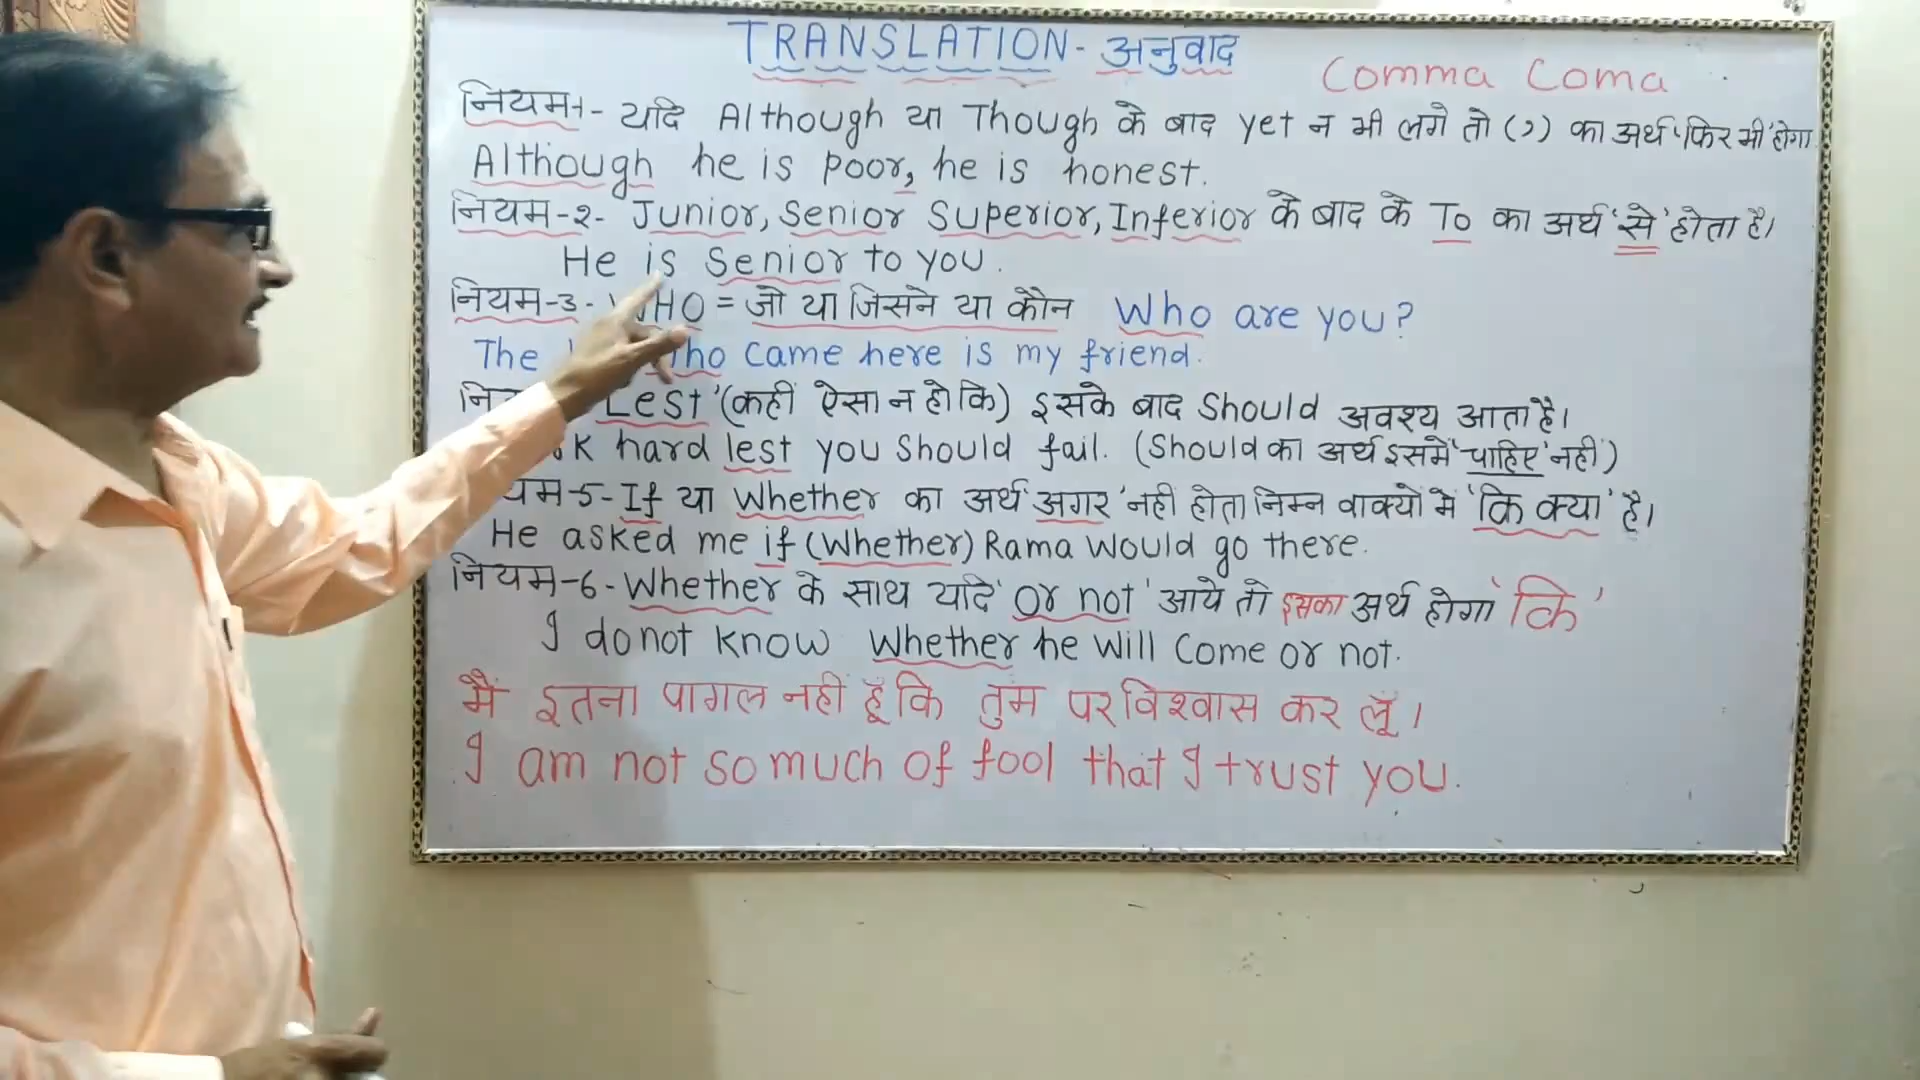 TRANSLATION - अनुवाद
Comma Coma
नियम1- यदि Although या Though के बाद yet न भी लगे तो (,) का अर्थ 'फिर भी' होगा
Although he is poor, he is honest.
नियम-२- Junior, Senior Superior, Inferior के बाद के To का अर्थ 'से' होता है।
He is Senior to you.
नियम-3- WHO = जो या जिसने या कौन Who are you?
The who came here is my friend.
Lest '(कहीं ऐसा न हो कि) इसके बाद Should अवश्य आता है।
hard lest you should fail. (Should का अर्थ इसमें 'चाहिए' नहीं)
यम-5- If या Whether का अर्थ 'अगर' नहीं होता निम्न वाक्यों में 'कि क्या' है।
He asked me if (Whether) Rama would go there.
नियम-6- Whether के साथ यदि 'or not' आये तो इसका अर्थ होगा 'कि'
I do not know whether he will come or not.
मैं इतना पागल नहीं हूँ कि तुम पर विश्वास कर लूँ।
I am not so much of fool that I trust you.